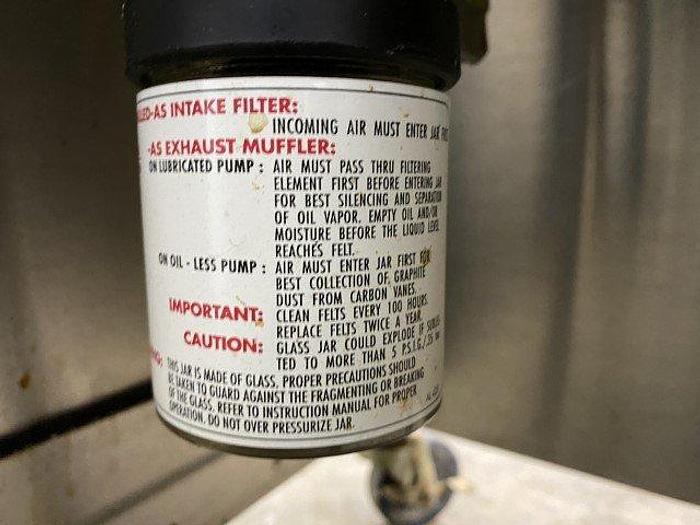 LED-AS INTAKE FILTER:
INCOMING AIR MUST ENTER JAR
-AS EXHAUST MUFFLER:
ON LUBRICATED PUMP : AIR MUST PASS THRU FILTERING
ELEMENT FIRST BEFORE ENTERING JAR
FOR BEST SILENCING AND SEPARATION
OF OIL VAPOR. EMPTY OIL AND/OR
MOISTURE BEFORE THE LIQUID LEVEL
REACHES FELT.
ON OIL - LESS PUMP : AIR MUST ENTER JAR FIRST FOR
BEST COLLECTION OF GRAPHITE
DUST FROM CARBON VANES.
IMPORTANT: CLEAN FELTS EVERY 100 HOURS.
REPLACE FELTS TWICE A YEAR.
CAUTION: GLASS JAR COULD EXPLODE IF
TED TO MORE THAN 5 P.S.I.G./.35
THIS JAR IS MADE OF GLASS, PROPER PRECAUTIONS SHOULD
BE TAKEN TO GUARD AGAINST THE FRAGMENTING OR BREAKING
OF THE GLASS. REFER TO INSTRUCTION MANUAL FOR PROPER
OPERATION. DO NOT OVER PRESSURIZE JAR.